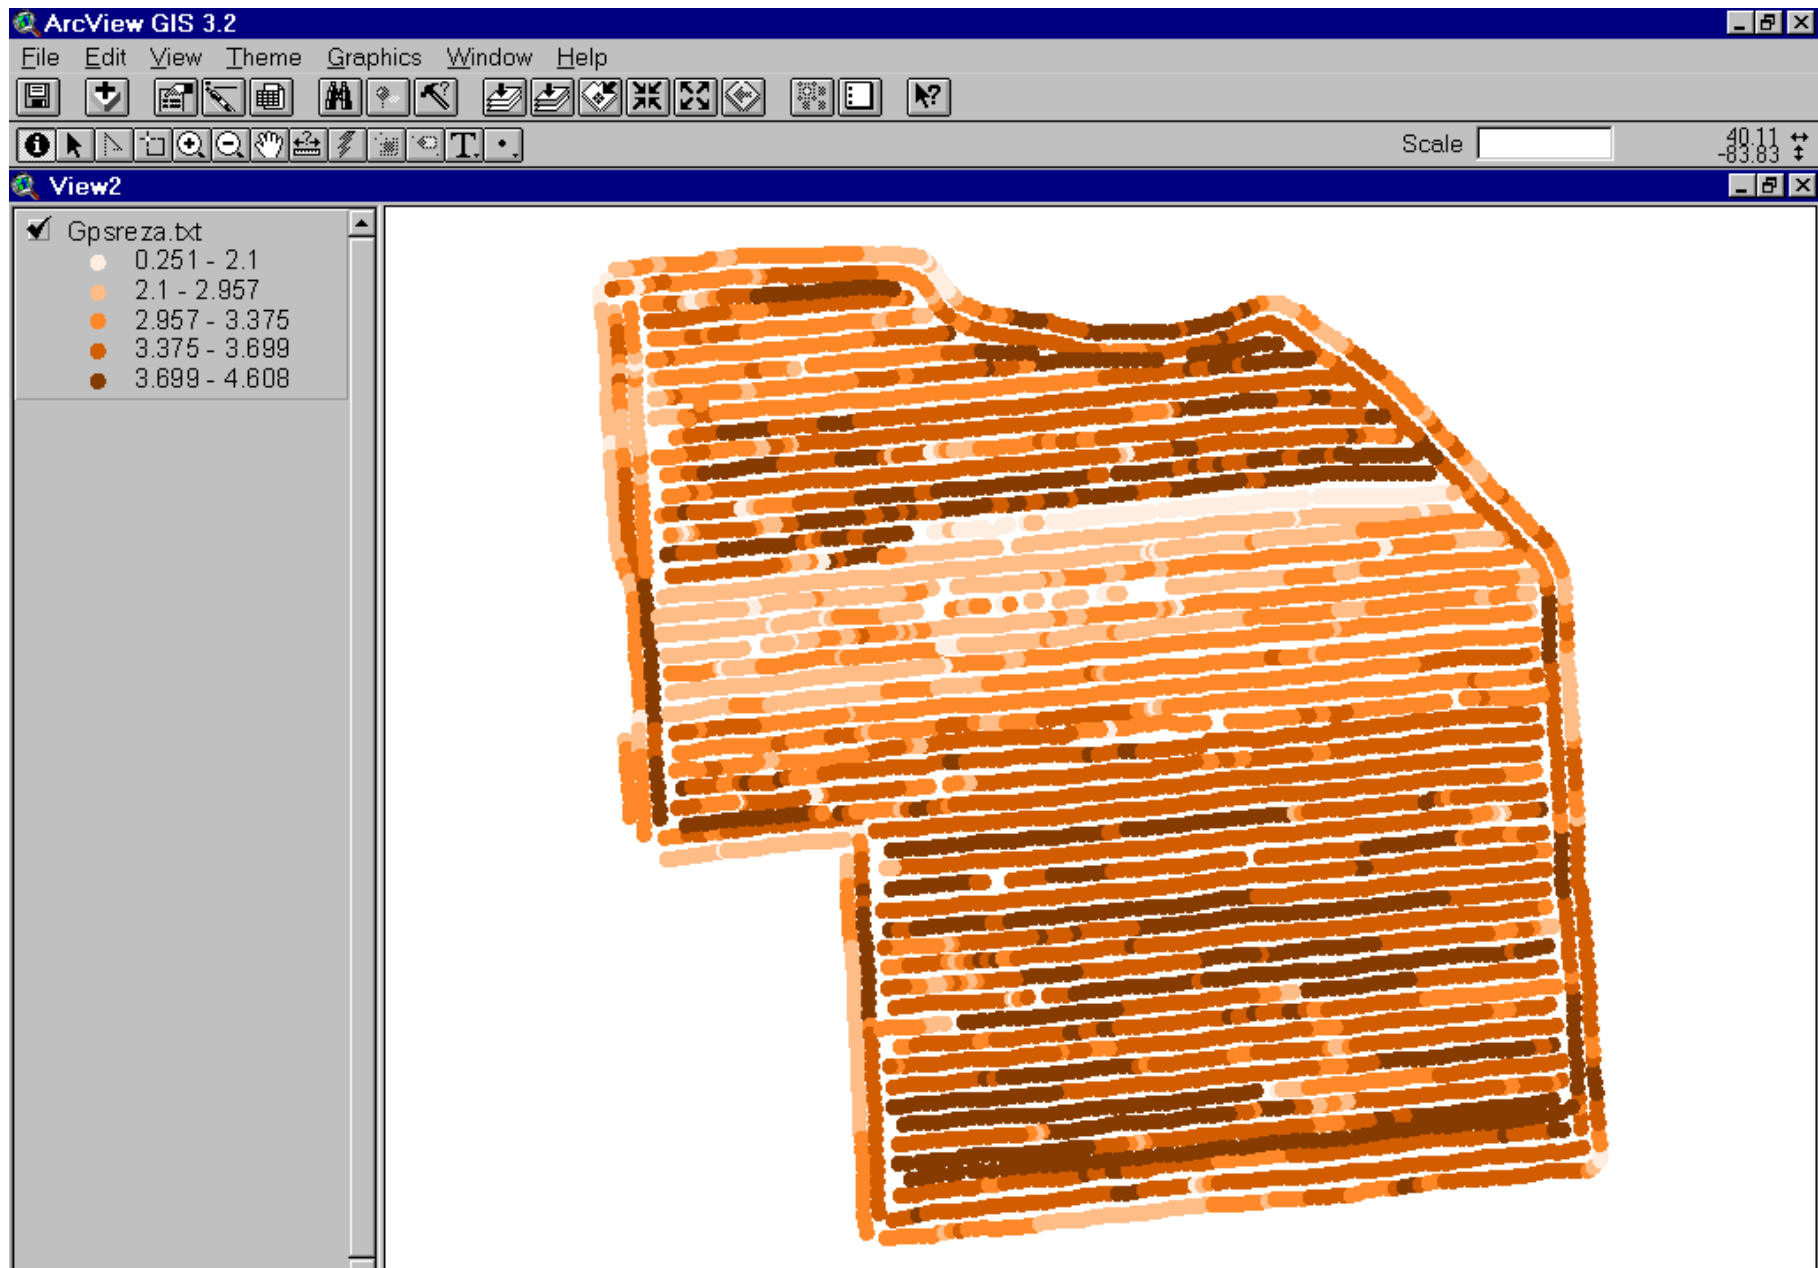 ArcView GIS 3.2
File Edit View Theme Graphics Window Help
Scale
40.11
-83.83
View2
Gpsreza.txt
0.251 - 2.1
2.1 - 2.957
2.957 - 3.375
3.375 - 3.699
3.699 - 4.608